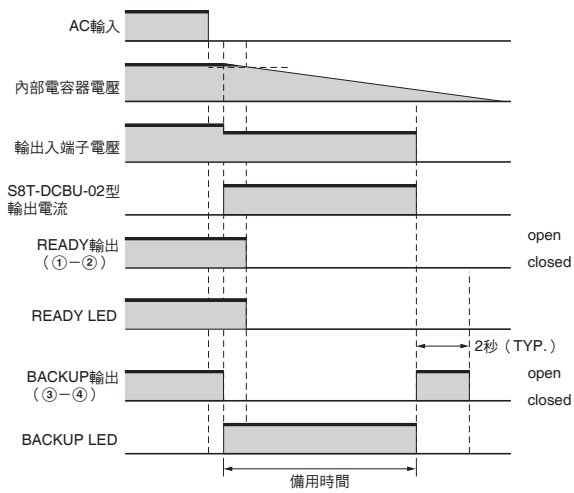 AC輸入
內部電容器電壓
輸出入端子電壓
S8T-DCBU-02型
輸出電流
READY輸出
(①－②)
open
closed
READY LED
2秒(TYP.)
BACKUP輸出
(③－④)
open
closed
BACKUP LED
備用時間